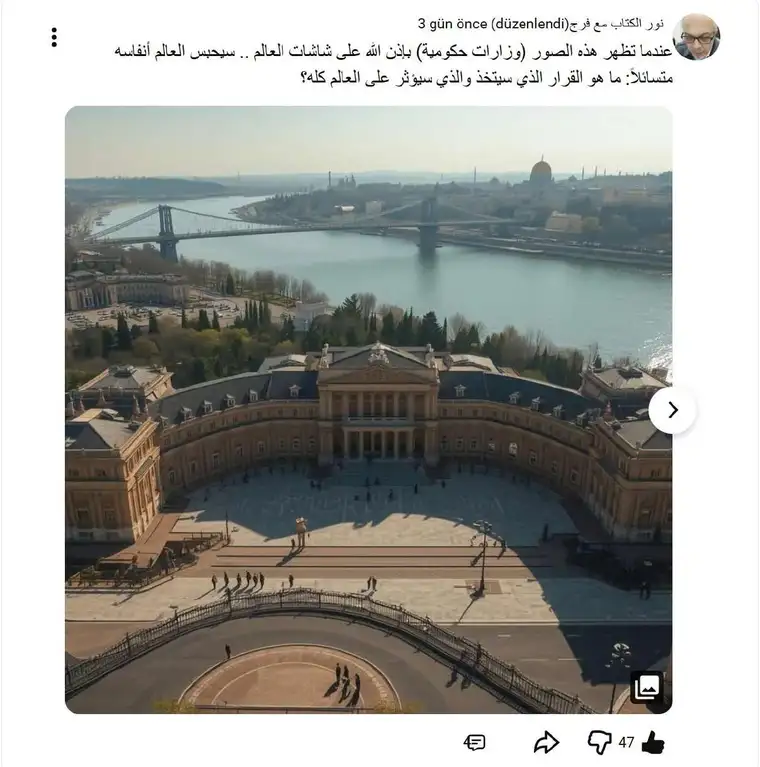 نور الكتاب مع فرج(düzenlendi) 3 gün önce
عندما تظهر هذه الصور (وزارات حكومية) بإذن الله على شاشات العالم .. سيحبس العالم أنفاسه
متسائلاً: ما هو القرار الذي سيتخذ والذي سيؤثر على العالم كله؟
47